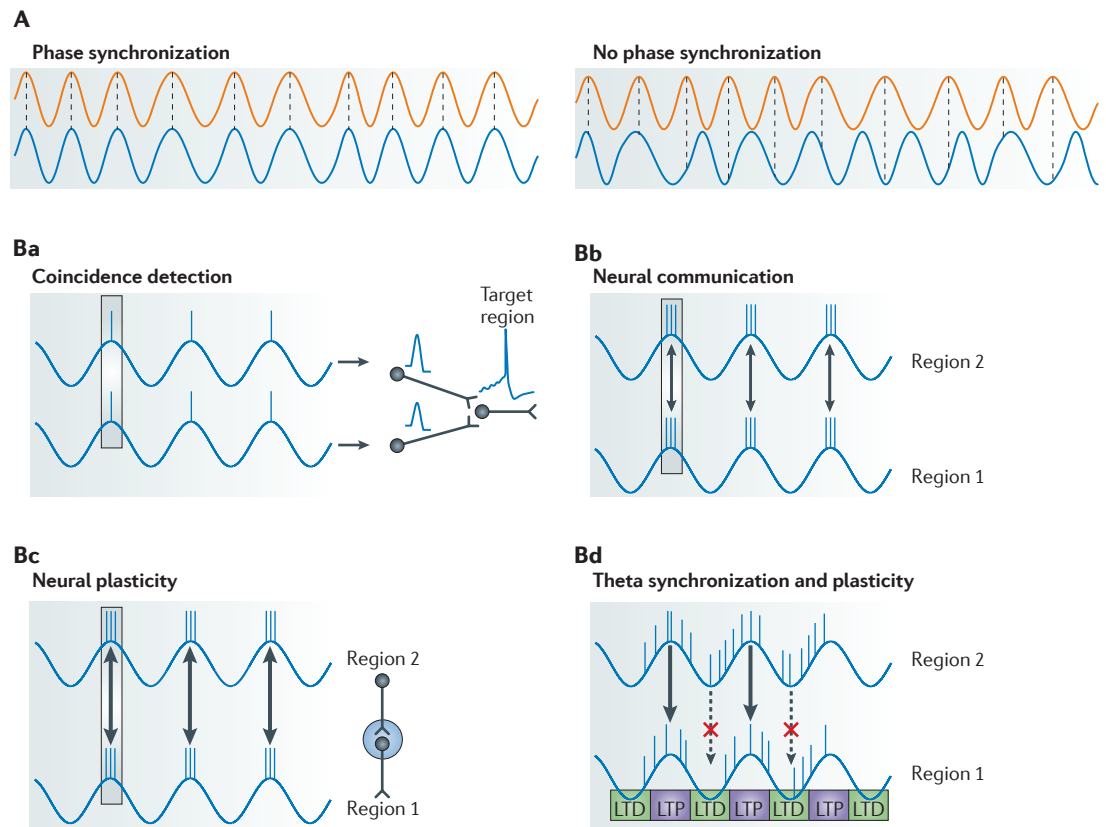 A
Phase synchronization
No phase synchronization
Ba
Coincidence detection
Target
region
Bb
Neural communication
Region 2
Region 1
Bc
Neural plasticity
Region 2
Region 1
Bd
Theta synchronization and plasticity
Region 2
Region 1
LTD LTP LTD LTP LTD LTP LTD